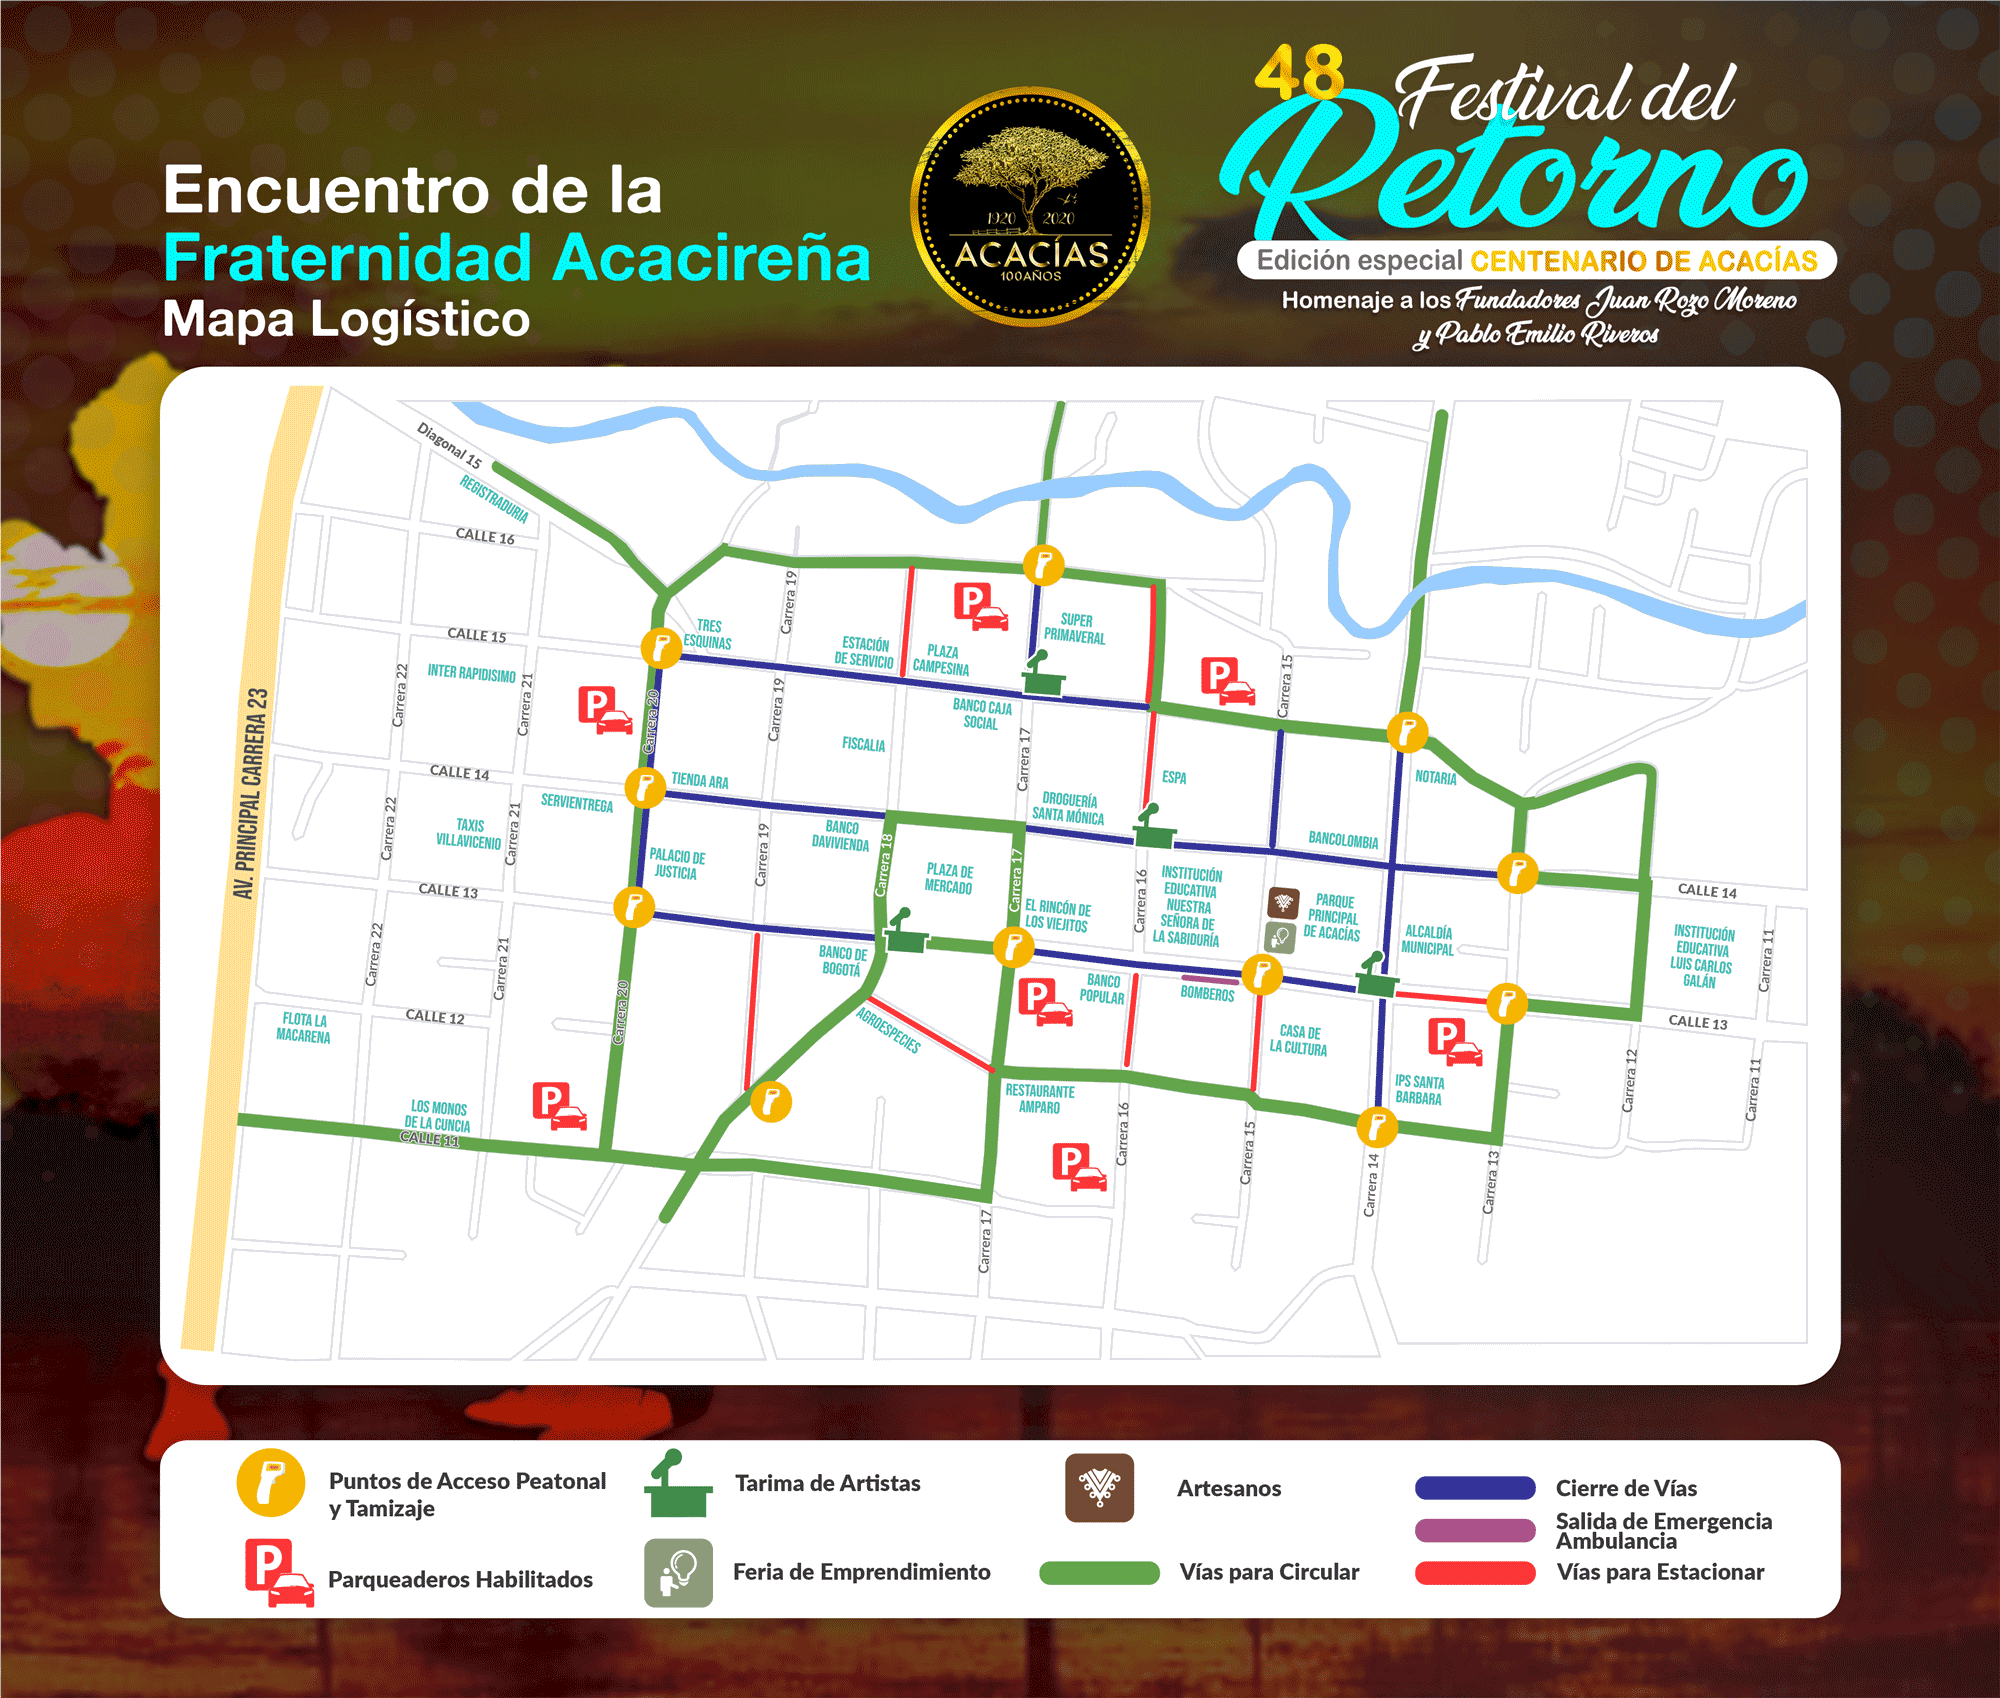 48 Festival del
Retorno
Edición especial CENTENARIO DE ACACÍAS
Homenaje a los Fundadores Juan Rozo Moreno
y Pablo Emilio Riveros
1920 2020
ACACÍAS
100AÑOS
Encuentro de la
Fraternidad Acacireña
Mapa Logístico
Diagonal 15
REGISTRADURIA
CALLE 16
Carrera 19
TRES
ESQUINAS
CALLE 15
INTER RAPIDISIMO
Carrera 22
Carrera 21
Carrera 20
Carrera 19
ESTACIÓN
DE SERVICIO
PLAZA
CAMPESINA
SUPER
PRIMAVERAL
BANCO CAJA
SOCIAL
FISCALIA
Carrera 17
Carrera 15
P
P
P
AV. PRINCIPAL CARRERA 23
CALLE 14
SERVIENTREGA
TIENDA ARA
TAXIS
VILLAVICENIO
Carrera 22
Carrera 21
PALACIO DE
JUSTICIA
Carrera 19
BANCO
DAVIVIENDA
Carrera 18
PLAZA DE
MERCADO
Carrera 17
DROGUERÍA
SANTA MÓNICA
ESPA
NOTARIA
BANCOLOMBIA
EL RINCÓN DE
LOS VIEJITOS
Carrera 16
INSTITUCIÓN
EDUCATIVA
NUESTRA
SEÑORA DE
LA SABIDURÍA
PARQUE
PRINCIPAL
DE ACACÍAS
ALCALDÍA
MUNICIPAL
CALLE 14
INSTITUCIÓN
EDUCATIVA
LUIS CARLOS
GALÁN
Carrera 11
CALLE 13
Carrera 22
Carrera 21
Carrera 20
BANCO DE
BOGOTÁ
BANCO
POPULAR
BOMBEROS
CALLE 13
CALLE 12
FLOTA LA
MACARENA
AGROESPECIES
P
CASA DE
LA CULTURA
P
IPS SANTA
BARBARA
Carrera 12
Carrera 11
LOS MONOS
DE LA CUNCIA
CALLE 11
P
RESTAURANTE
AMPARO
P
Carrera 16
Carrera 15
Carrera 14
Carrera 13
Carrera 17
Puntos de Acceso Peatonal
y Tamizaje
Tarima de Artistas
Artesanos
Cierre de Vías
Salida de Emergencia
Ambulancia
P
Parqueaderos Habilitados
Feria de Emprendimiento
Vías para Circular
Vías para Estacionar